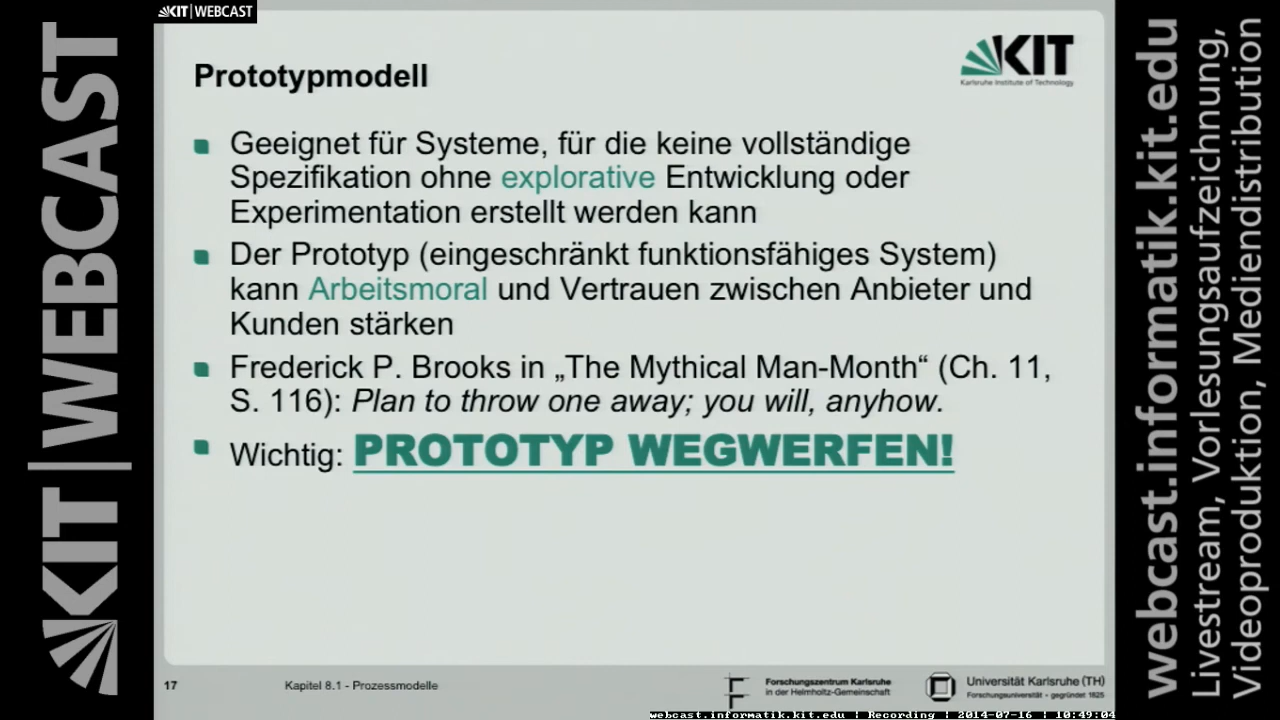 KIT | WEBCAST
KIT
Karlsruhe Institute of Technology
Prototypmodell
Geeignet für Systeme, für die keine vollständige
Spezifikation ohne explorative Entwicklung oder
Experimentation erstellt werden kann
Der Prototyp (eingeschränkt funktionsfähiges System)
kann Arbeitsmoral und Vertrauen zwischen Anbieter und
Kunden stärken
Frederick P. Brooks in „The Mythical Man-Month“ (Ch. 11,
S. 116): Plan to throw one away; you will, anyhow.
Wichtig: PROTOTYP WEGWERFEN!
17
Kapitel 8.1 - Prozessmodelle
Forschungszentrum Karlsruhe
in der Helmholtz-Gemeinschaft
Universität Karlsruhe (TH)
Forschungsuniversität - gegründet 1825
webcast.informatik.kit.edu | Recording | 2014-07-16 | 10:49:04
KIT | WEBCAST
webcast.informatik.kit.edu
Livestream, Vorlesungsaufzeichnung,
Videoproduktion, Mediendistribution